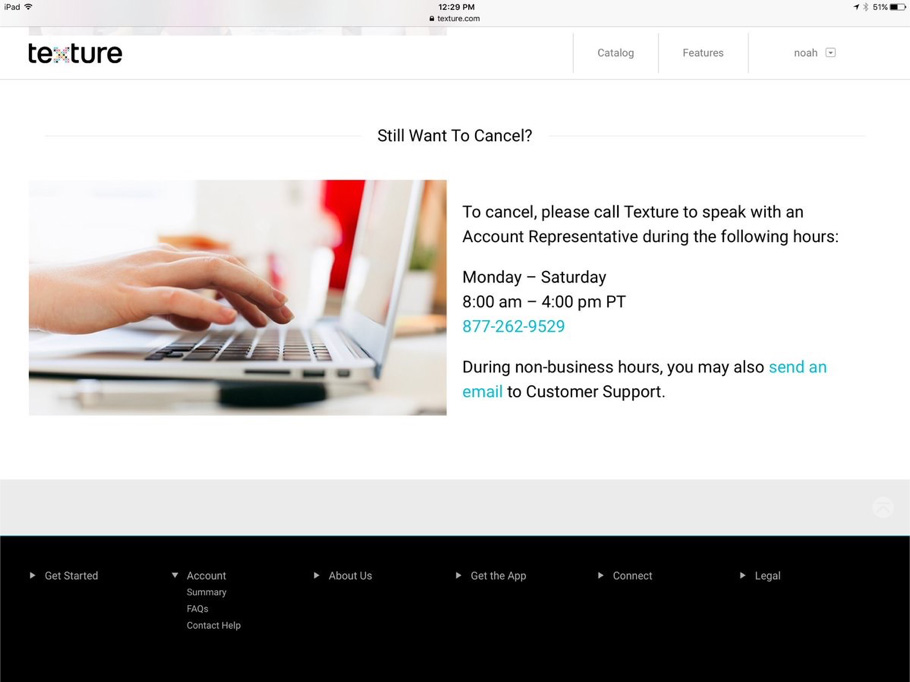 iPad
12:29 PM
51%
texture.com
texture
Catalog
Features
noah
Still Want To Cancel?
To cancel, please call Texture to speak with an
Account Representative during the following hours:
Monday – Saturday
8:00 am – 4:00 pm PT
877-262-9529
During non-business hours, you may also send an
email to Customer Support.
Get Started
Account
Summary
FAQs
Contact Help
About Us
Get the App
Connect
Legal